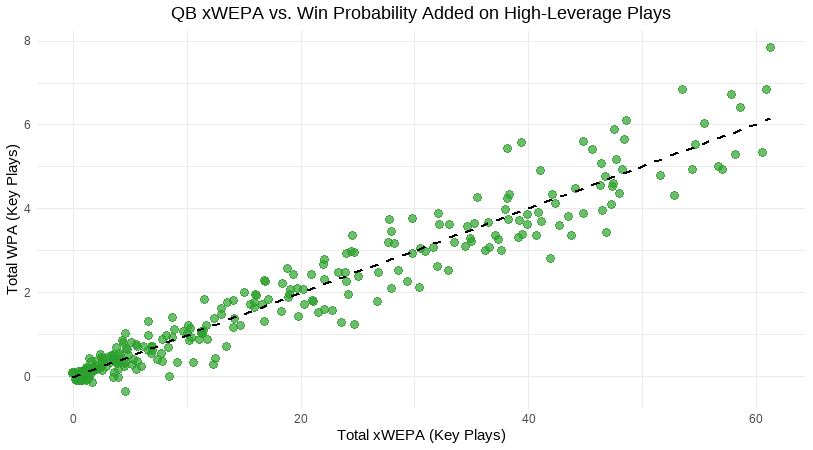 QB xWEPA vs. Win Probability Added on High-Leverage Plays
Total WPA (Key Plays)
8
6
4
2
0
0 20 40 60
Total xWEPA (Key Plays)